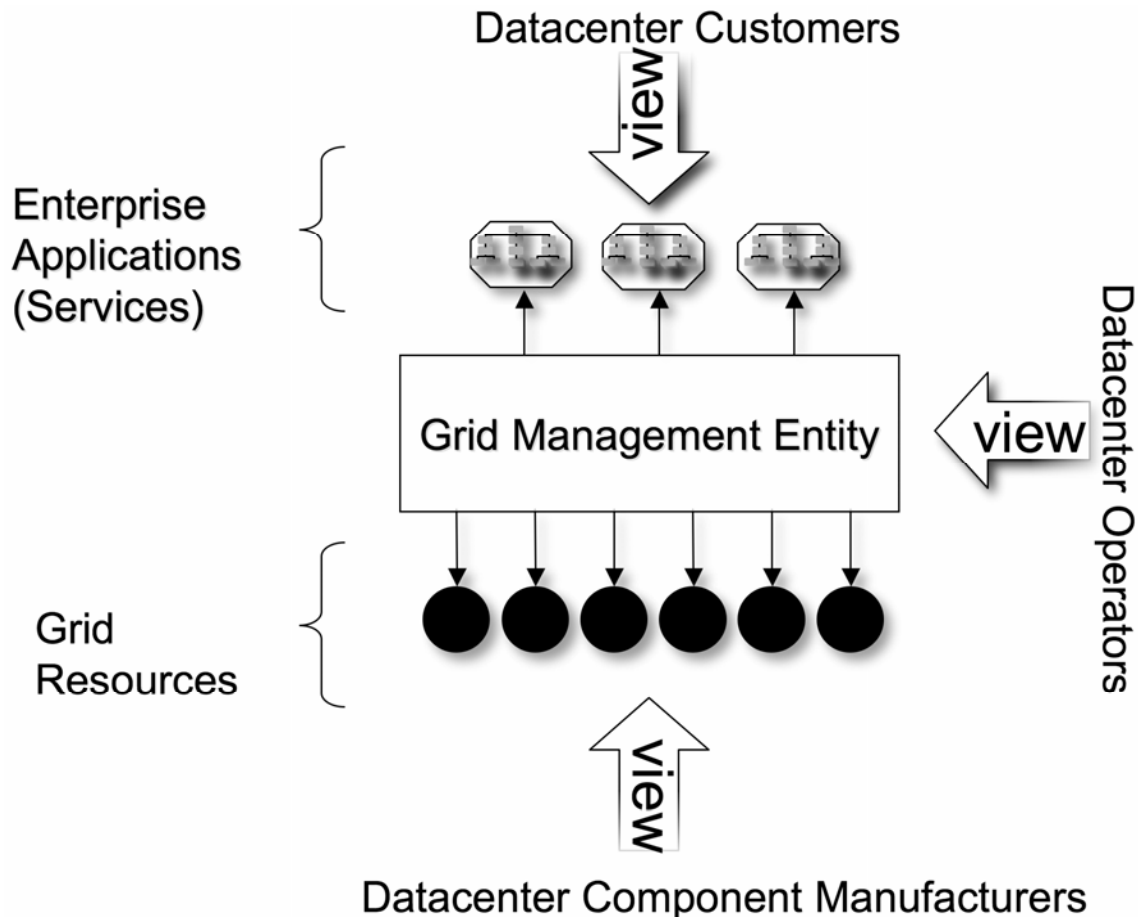 Datacenter Customers
view
Enterprise
Applications
(Services)
Grid Management Entity
view
Datacenter Operators
Grid
Resources
view
Datacenter Component Manufacturers